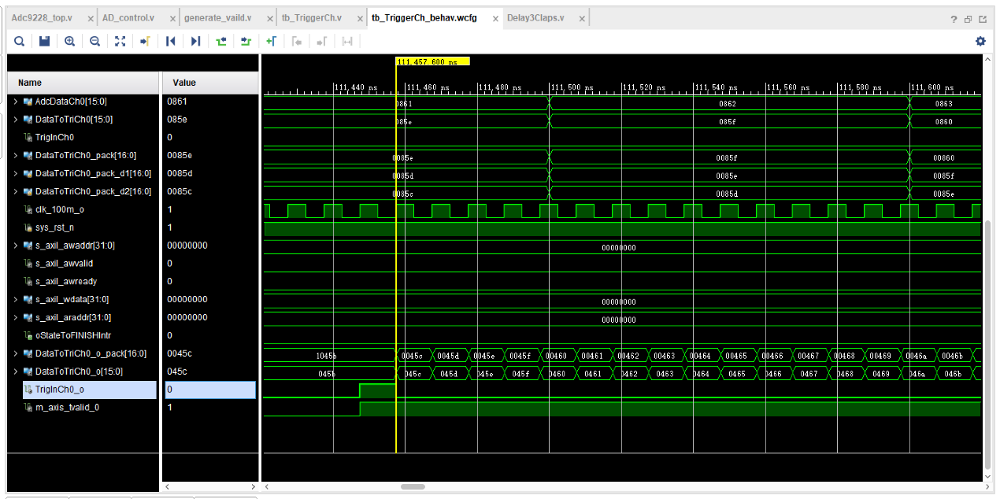 Adc9228_top.v AD_control.v generate_vaild.v tb_TriggerCh.v tb_TriggerCh_behav.wcfg Delay3Claps.v
111,457.600 ns
Name Value 111,440 ns 111,460 ns 111,480 ns 111,500 ns 111,520 ns 111,540 ns 111,560 ns 111,580 ns 111,600 ns
AdcDataCh0[15:0] 0861 0861 0862 0863
DataToTriCh0[15:0] 085e 085e 085f 0860
TrigInCh0 0
DataToTriCh0_pack[16:0] 0085e 0085e 0085f 00860
DataToTriCh0_pack_d1[16:0] 0085d 0085d 0085e 0085f
DataToTriCh0_pack_d2[16:0] 0085c 0085c 0085d 0085e
clk_100m_o 1
sys_rst_n 1
s_axil_awaddr[31:0] 00000000 00000000
s_axil_awvalid 0
s_axil_awready 0
s_axil_wdata[31:0] 00000000 00000000
s_axil_araddr[31:0] 00000000 00000000
oStateToFINISHIntr 0
DataToTriCh0_o_pack[16:0] 0045c 1045b 0045c 0045d 0045e 0045f 00460 00461 00462 00463 00464 00465 00466 00467 00468 00469 0046a 0046b
DataToTriCh0_o[15:0] 045c 045b 045c 045d 045e 045f 0460 0461 0462 0463 0464 0465 0466 0467 0468 0469 046a 046b
TrigInCh0_o 0
m_axis_tvalid_0 1